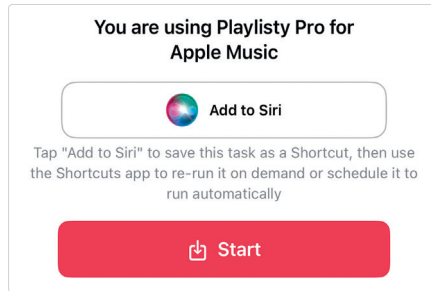 You are using Playlisty Pro for
Apple Music
Add to Siri
Tap "Add to Siri" to save this task as a Shortcut, then use
the Shortcuts app to re-run it on demand or schedule it to
run automatically
Start